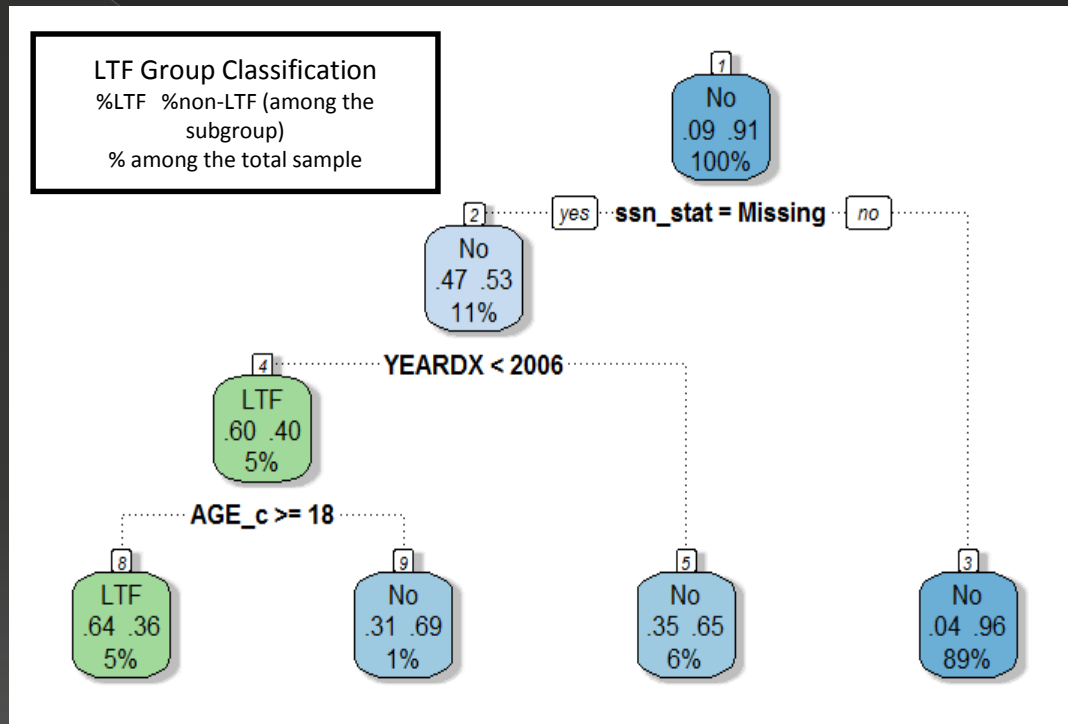 LTF Group Classification
%LTF %non-LTF (among the
subgroup)
% among the total sample
1
No
.09 .91
100%
yes ssn_stat = Missing no
2
No
.47 .53
11%
YEARDX < 2006
4
LTF
.60 .40
5%
AGE_c >= 18
8
LTF
.64 .36
5%
9
No
.31 .69
1%
5
No
.35 .65
6%
3
No
.04 .96
89%